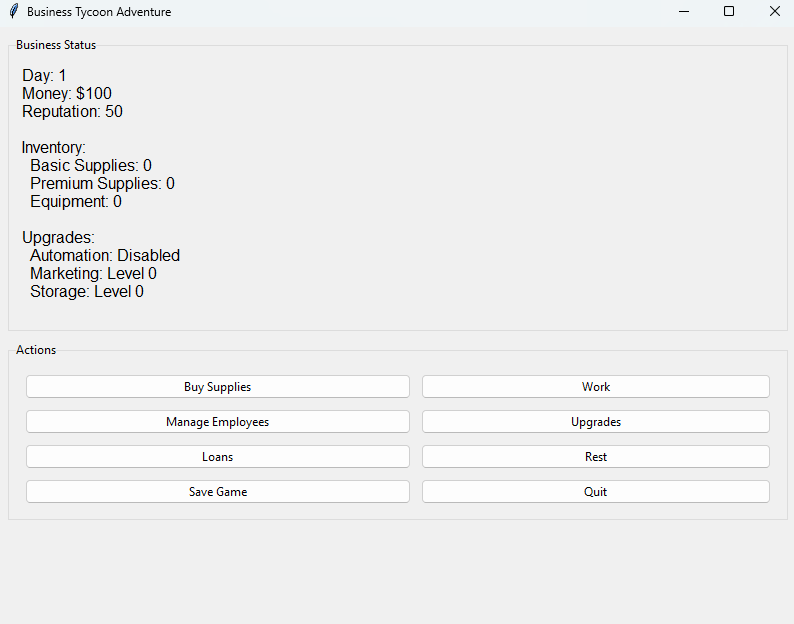 Business Tycoon Adventure
Business Status
Day: 1
Money: $100
Reputation: 50
Inventory:
Basic Supplies: 0
Premium Supplies: 0
Equipment: 0
Upgrades:
Automation: Disabled
Marketing: Level 0
Storage: Level 0
Actions
Buy Supplies
Work
Manage Employees
Upgrades
Loans
Rest
Save Game
Quit